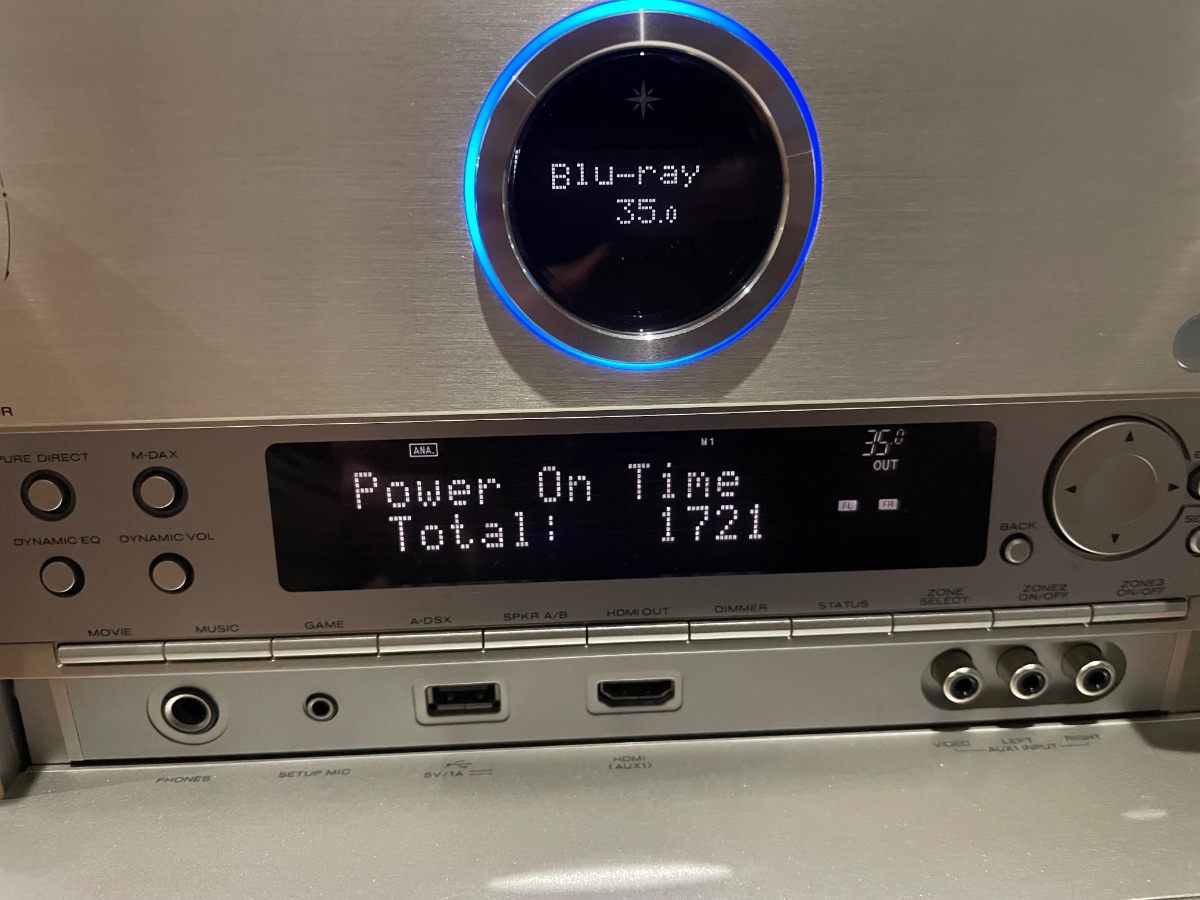 Blu-ray
35.0
PURE DIRECT
M-DAX
DYNAMIC EQ
DYNAMIC VOL
ANA.
M1
35.0
OUT
Power On Time
Total: 1721
FL FR
BACK
MOVIE
MUSIC
GAME
A-DSX
SPKR A/B
HDMI OUT
DIMMER
STATUS
ZONE
SELECT
ZONE2
ON/OFF
ZONE3
ON/OFF
PHONES
SETUP MIC
5V/1A
HDMI
(AUX1)
VIDEO LEFT RIGHT
AUX1 INPUT